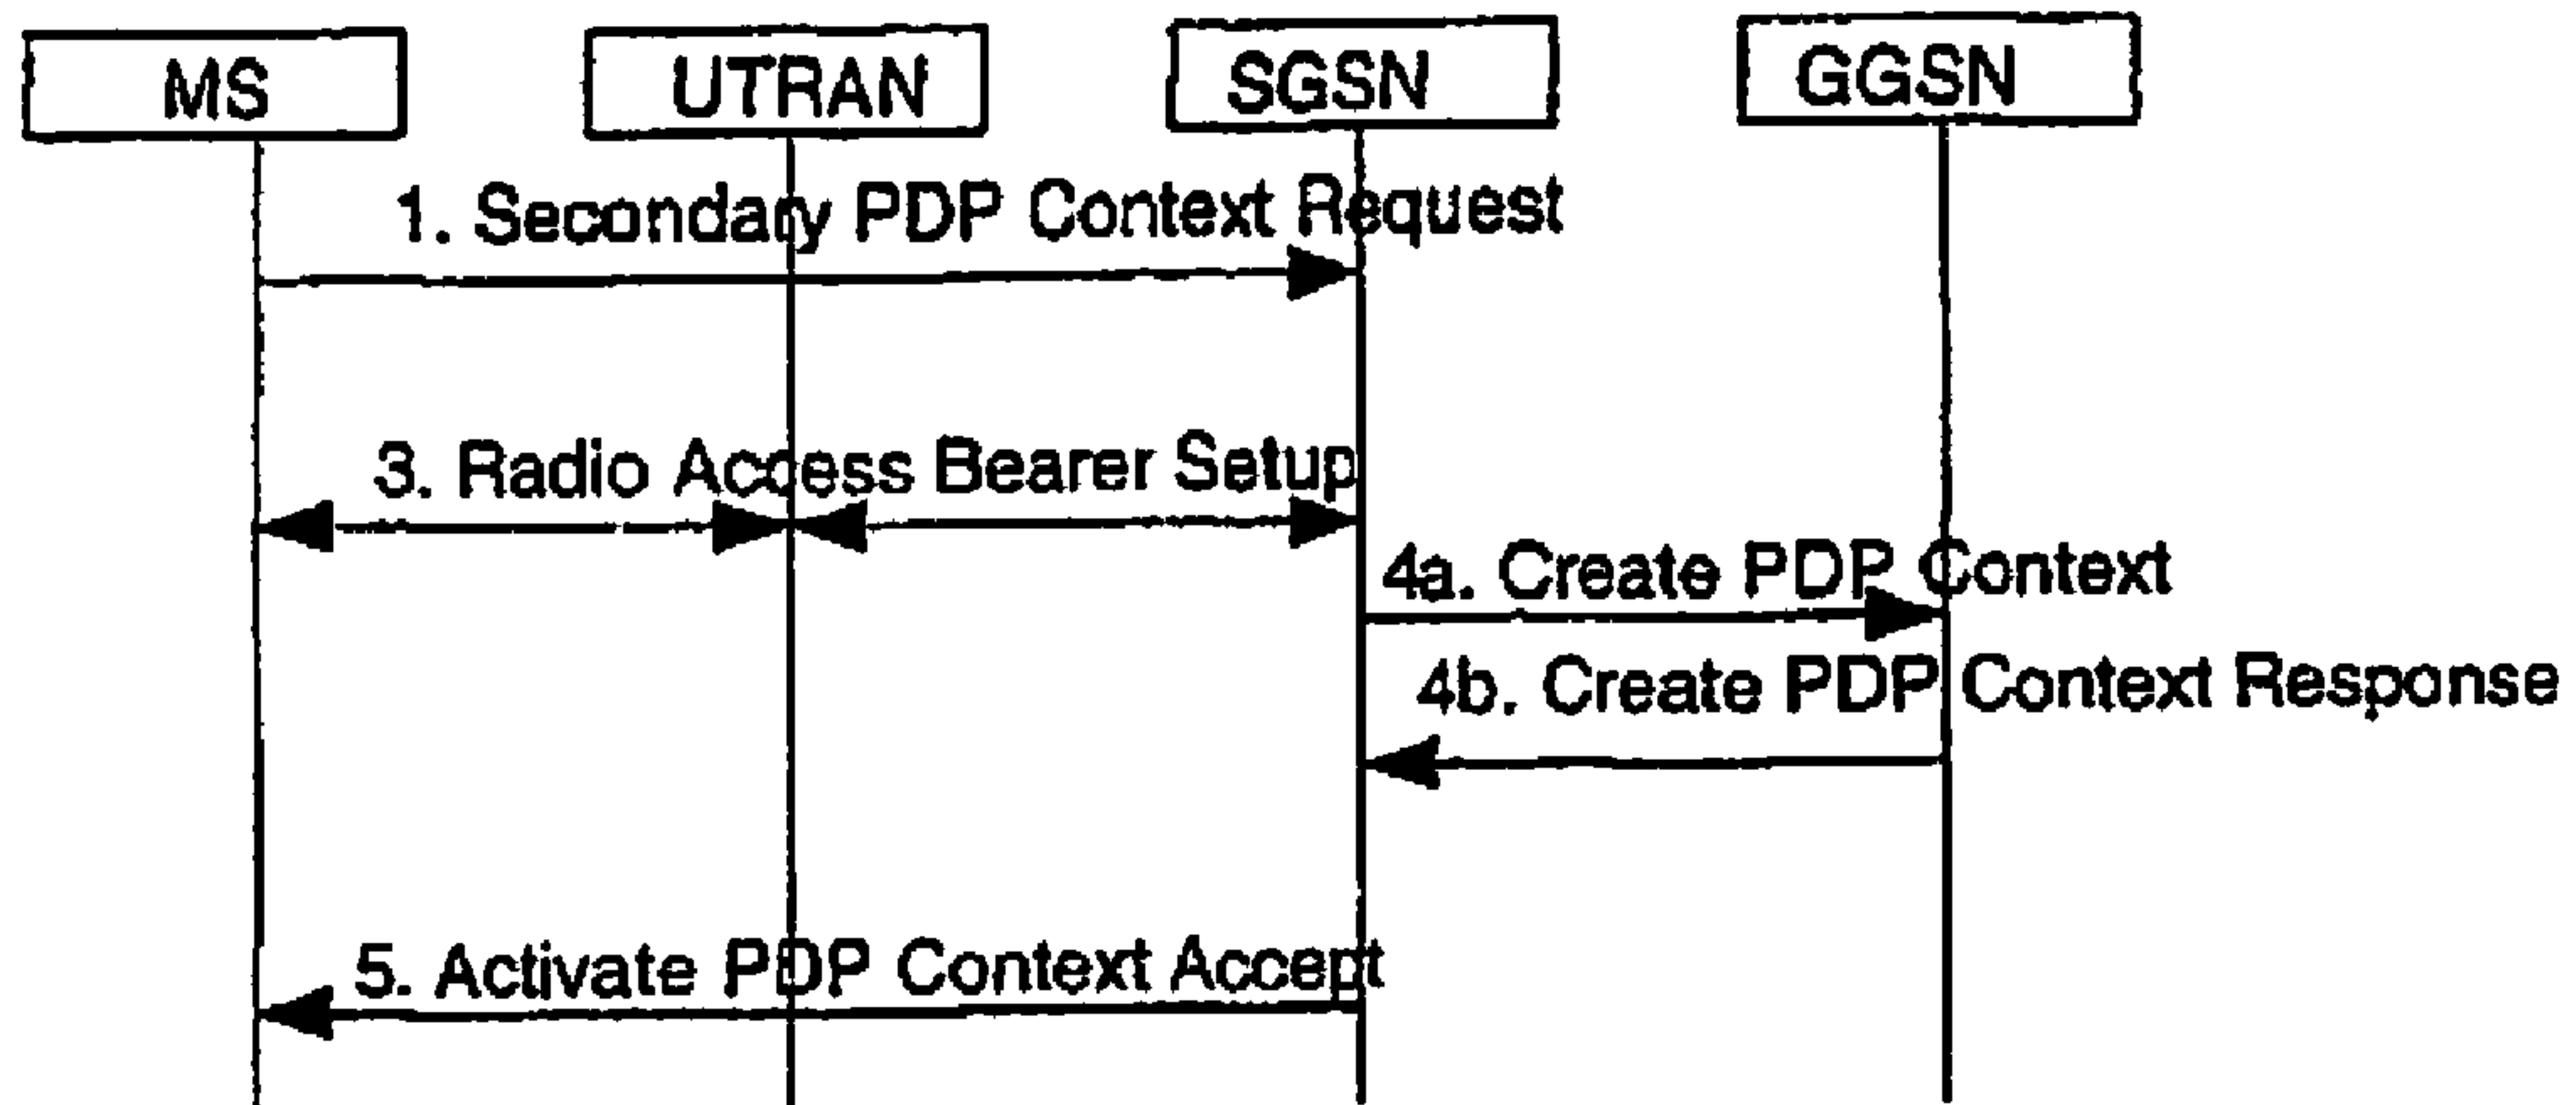 MS
UTRAN
SGSN
GGSN
1. Secondary PDP Context Request
3. Radio Access Bearer Setup
4a. Create PDP Context
4b. Create PDP Context Response
5. Activate PDP Context Accept